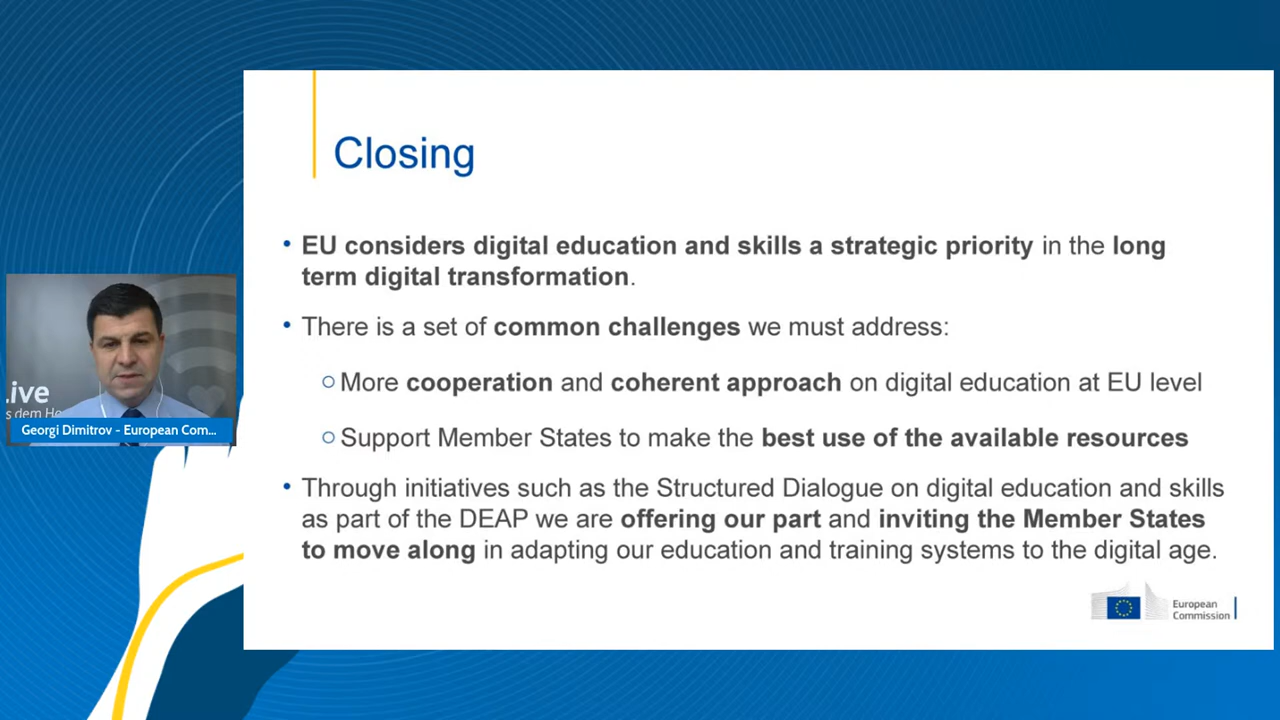 Closing
• EU considers digital education and skills a strategic priority in the long
term digital transformation.
• There is a set of common challenges we must address:
○ More cooperation and coherent approach on digital education at EU level
○ Support Member States to make the best use of the available resources
• Through initiatives such as the Structured Dialogue on digital education and skills
as part of the DEAP we are offering our part and inviting the Member States
to move along in adapting our education and training systems to the digital age.
.ive
s dem Ho
Georgi Dimitrov - European Com...
European
Commission